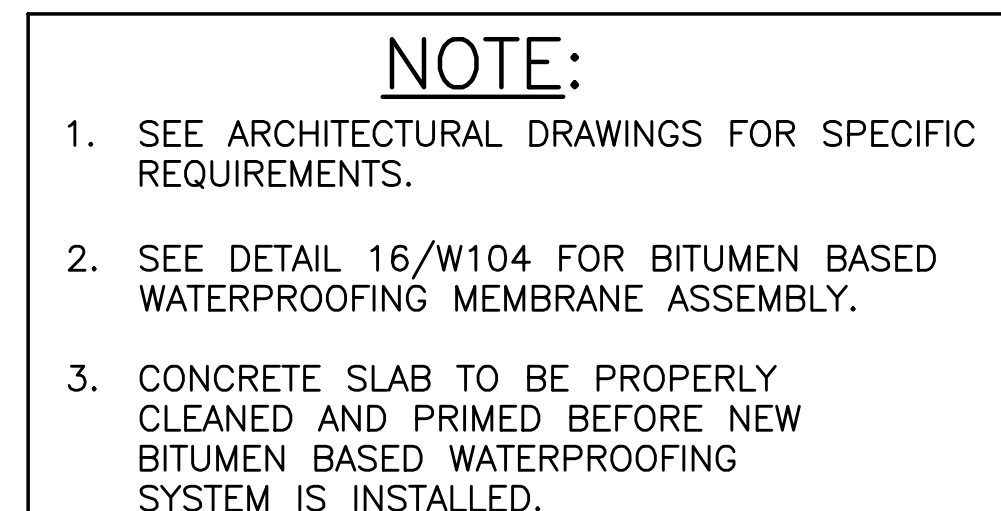 NOTE:
1. SEE ARCHITECTURAL DRAWINGS FOR SPECIFIC
REQUIREMENTS.
2. SEE DETAIL 16/W104 FOR BITUMEN BASED
WATERPROOFING MEMBRANE ASSEMBLY.
3. CONCRETE SLAB TO BE PROPERLY
CLEANED AND PRIMED BEFORE NEW
BITUMEN BASED WATERPROOFING
SYSTEM IS INSTALLED.